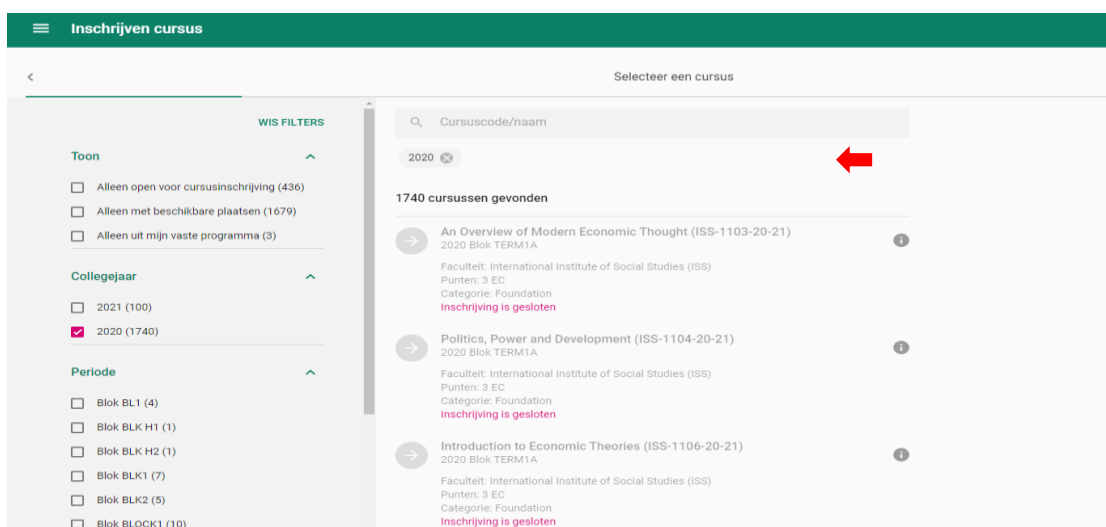 Inschrijven cursus
Selecteer een cursus
WIS FILTERS
Toon
Alleen open voor cursusinschrijving (436)
Alleen met beschikbare plaatsen (1679)
Alleen uit mijn vaste programma (3)
Collegejaar
2021 (100)
2020 (1740)
Periode
Blok BL1 (4)
Blok BLK H1 (1)
Blok BLK H2 (1)
Blok BLK1 (7)
Blok BLK2 (5)
Blok BLOCK1 (10)
Cursuscode/naam
2020
1740 cursussen gevonden
An Overview of Modern Economic Thought (ISS-1103-20-21)
2020 Blok TERM1A
Faculteit: International Institute of Social Studies (ISS)
Punten: 3 EC
Categorie: Foundation
Inschrijving is gesloten
Politics, Power and Development (ISS-1104-20-21)
2020 Blok TERM1A
Faculteit: International Institute of Social Studies (ISS)
Punten: 3 EC
Categorie: Foundation
Inschrijving is gesloten
Introduction to Economic Theories (ISS-1106-20-21)
2020 Blok TERM1A
Faculteit: International Institute of Social Studies (ISS)
Punten: 3 EC
Categorie: Foundation
Inschrijving is gesloten